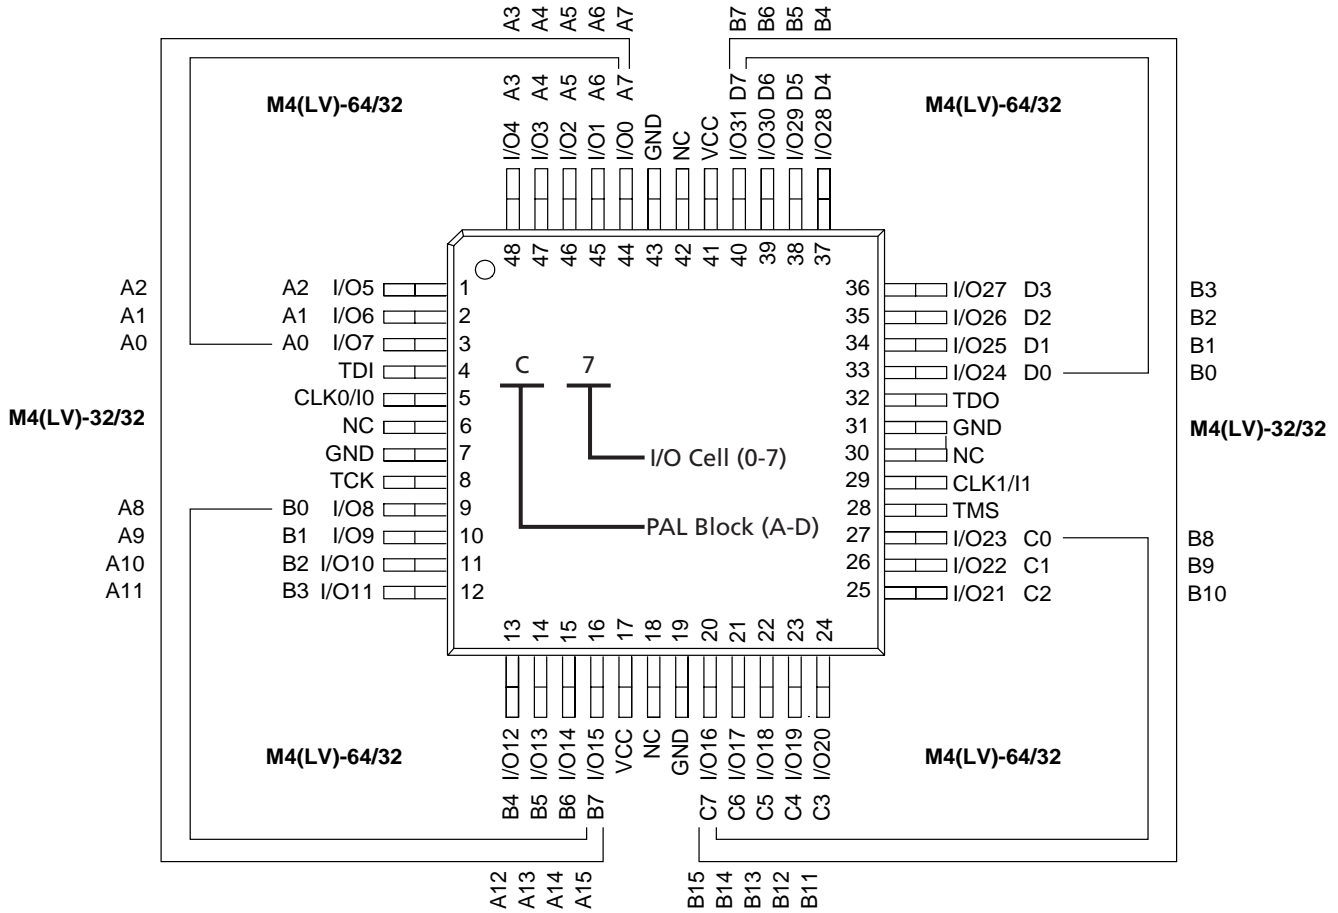 A3 A4 A5 A6 A7 B7 B6 B5 B4
M4(LV)-64/32 A3 A4 A5 A6 A7 D7 D6 D5 D4 M4(LV)-64/32
I/O4 I/O3 I/O2 I/O1 I/O0 GND NC VCC I/O31 I/O30 I/O29 I/O28
48 47 46 45 44 43 42 41 40 39 38 37
A2 A2 I/O5 1 36 I/O27 D3 B3
A1 A1 I/O6 2 35 I/O26 D2 B2
A0 A0 I/O7 3 34 I/O25 D1 B1
TDI 4 C 7 33 I/O24 D0 B0
CLK0/I0 5 32 TDO
M4(LV)-32/32 NC 6 31 GND M4(LV)-32/32
GND 7 I/O Cell (0-7) 30 NC
TCK 8 29 CLK1/I1
A8 B0 I/O8 9 28 TMS
A9 B1 I/O9 10 PAL Block (A-D) 27 I/O23 C0 B8
A10 B2 I/O10 11 26 I/O22 C1 B9
A11 B3 I/O11 12 25 I/O21 C2 B10
13 14 15 16 17 18 19 20 21 22 23 24
M4(LV)-64/32 I/O12 I/O13 I/O14 I/O15 VCC NC GND I/O16 I/O17 I/O18 I/O19 I/O20 M4(LV)-64/32
B4 B5 B6 B7 C7 C6 C5 C4 C3
A12 A13 A14 A15 B15 B14 B13 B12 B11